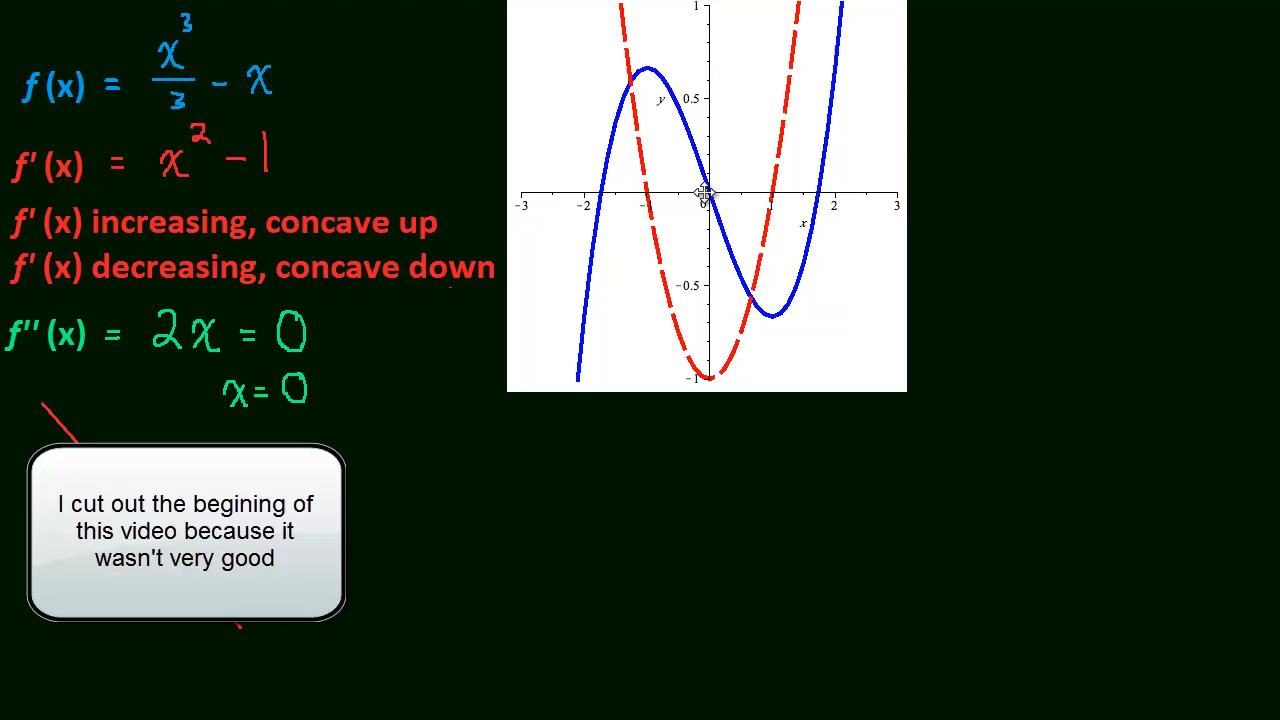 f (x) = x³/3 - x
f' (x) = x² - 1
f' (x) increasing, concave up
f' (x) decreasing, concave down
f'' (x) = 2x = 0
x = 0
I cut out the begining of
this video because it
wasn't very good
1
y
0.5
-3 -2 -1 0 1 2 3
x
-0.5
-1